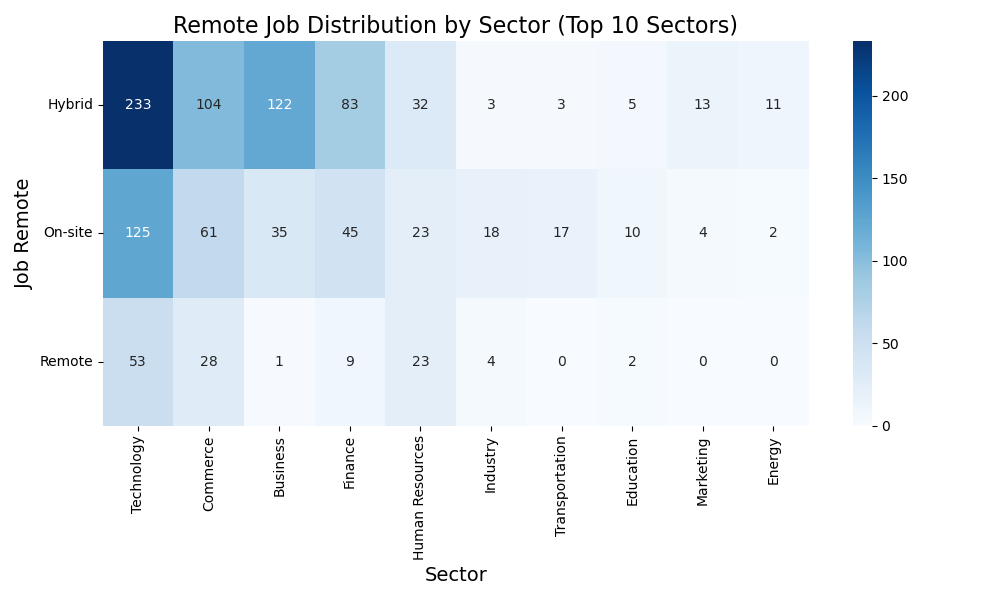 Remote Job Distribution by Sector (Top 10 Sectors)
Job Remote
Hybrid 233 104 122 83 32 3 3 5 13 11
On-site 125 61 35 45 23 18 17 10 4 2
Remote 53 28 1 9 23 4 0 2 0 0
Technology
Commerce
Business
Finance
Human Resources
Industry
Transportation
Education
Marketing
Energy
Sector
200
150
100
50
0